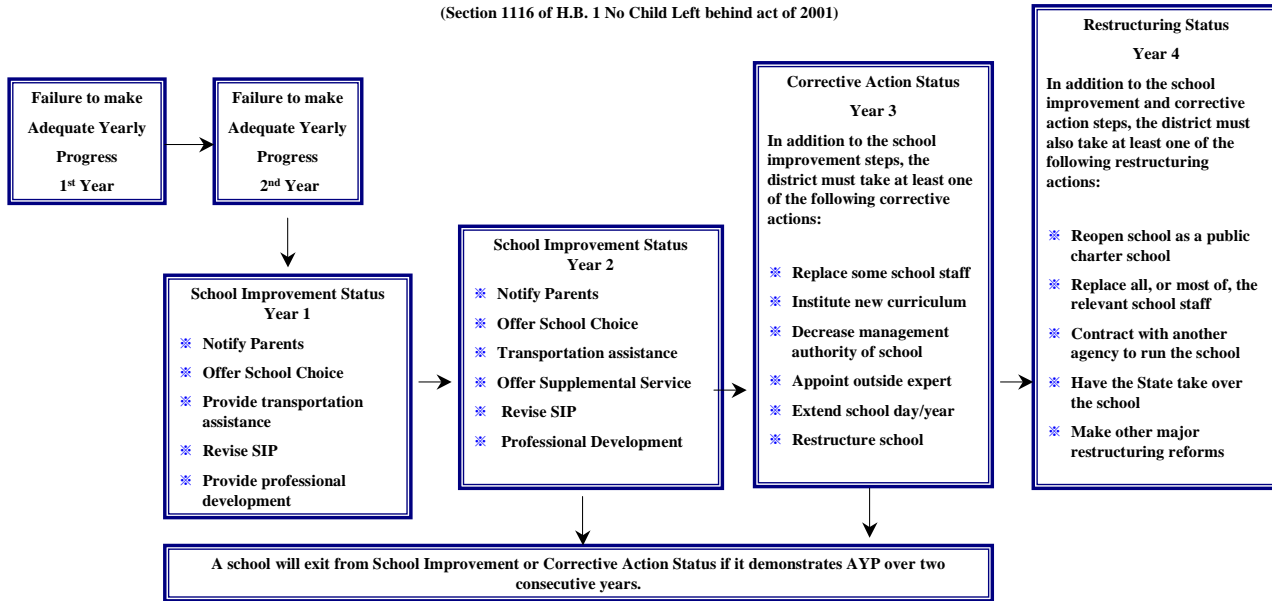 (Section 1116 of H.B. 1 No Child Left behind act of 2001)
Failure to make
Adequate Yearly
Progress
1st Year
Failure to make
Adequate Yearly
Progress
2nd Year
School Improvement Status
Year 1
※ Notify Parents
※ Offer School Choice
※ Provide transportation
assistance
※ Revise SIP
※ Provide professional
development
School Improvement Status
Year 2
※ Notify Parents
※ Offer School Choice
※ Transportation assistance
※ Offer Supplemental Service
※ Revise SIP
※ Professional Development
Corrective Action Status
Year 3
In addition to the school
improvement steps, the
district must take at least one
of the following corrective
actions:
※ Replace some school staff
※ Institute new curriculum
※ Decrease management
authority of school
※ Appoint outside expert
※ Extend school day/year
※ Restructure school
Restructuring Status
Year 4
In addition to the school
improvement and corrective
action steps, the district must
also take at least one of the
following restructuring
actions:
※ Reopen school as a public
charter school
※ Replace all, or most of, the
relevant school staff
※ Contract with another
agency to run the school
※ Have the State take over
the school
※ Make other major
restructuring reforms
A school will exit from School Improvement or Corrective Action Status if it demonstrates AYP over two
consecutive years.